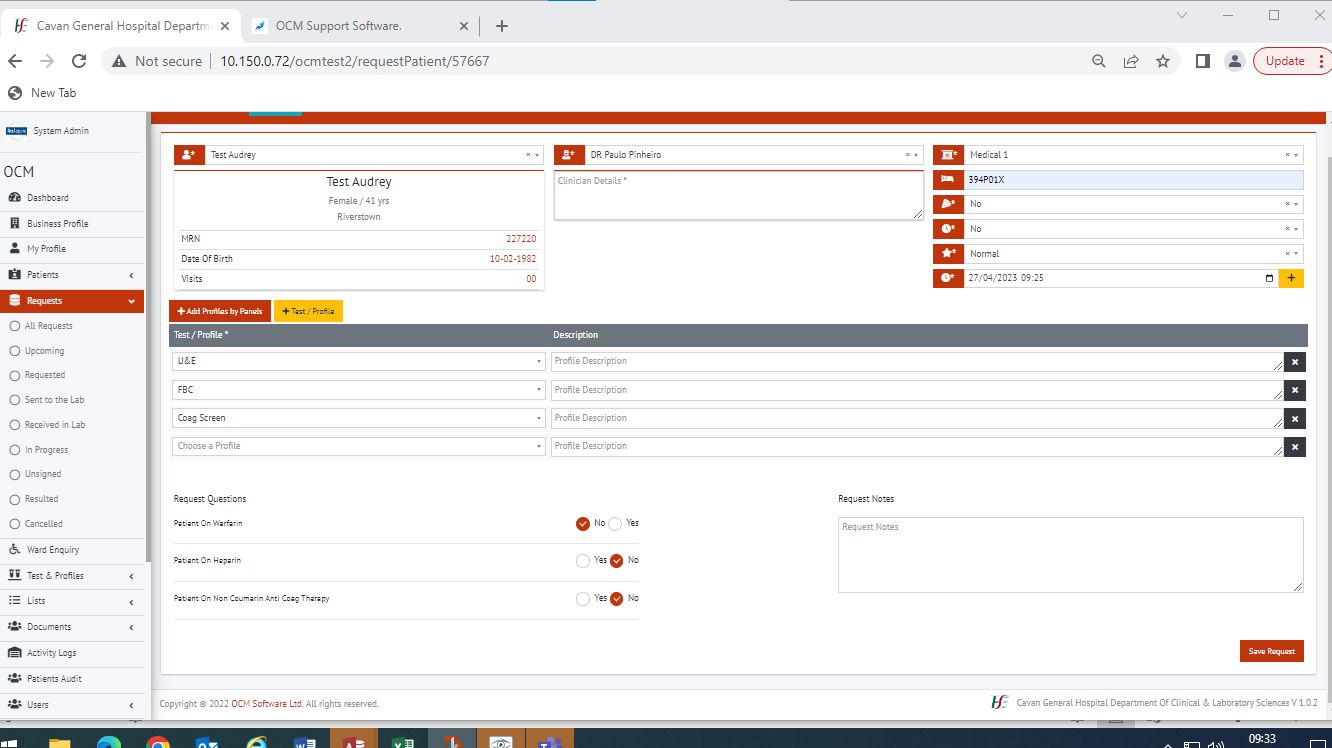 Cavan General Hospital Departm
OCM Support Software.
Not secure
10.150.0.72/ocmtest2/requestPatient/57667
Update
New Tab
System Admin
OCM
Dashboard
Business Profile
My Profile
Patients
Requests
All Requests
Upcoming
Requested
Sent to the Lab
Received in Lab
In Progress
Unsigned
Resulted
Cancelled
Ward Enquiry
Test & Profiles
Lists
Documents
Activity Logs
Patients Audit
Users
Test Audrey
Test Audrey
Female / 41 yrs
Riverstown
MRN 227220
Date Of Birth 10-02-1982
Visits 00
DR Paulo Pinheiro
Clinician Details *
Medical 1
394P01X
No
No
Normal
27/04/2023 09:25
+ Add Profiles by Panels
+ Test / Profile
Test / Profile * Description
U&E Profile Description
FBC Profile Description
Coag Screen Profile Description
Choose a Profile Profile Description
Request Questions
Patient On Warfarin No Yes
Patient On Heparin Yes No
Patient On Non Coumarin Anti Coag Therapy Yes No
Request Notes
Request Notes
Save Request
Copyright © 2022 OCM Software Ltd. All rights reserved.
Cavan General Hospital Department Of Clinical & Laboratory Sciences V 1.0.2
09:33